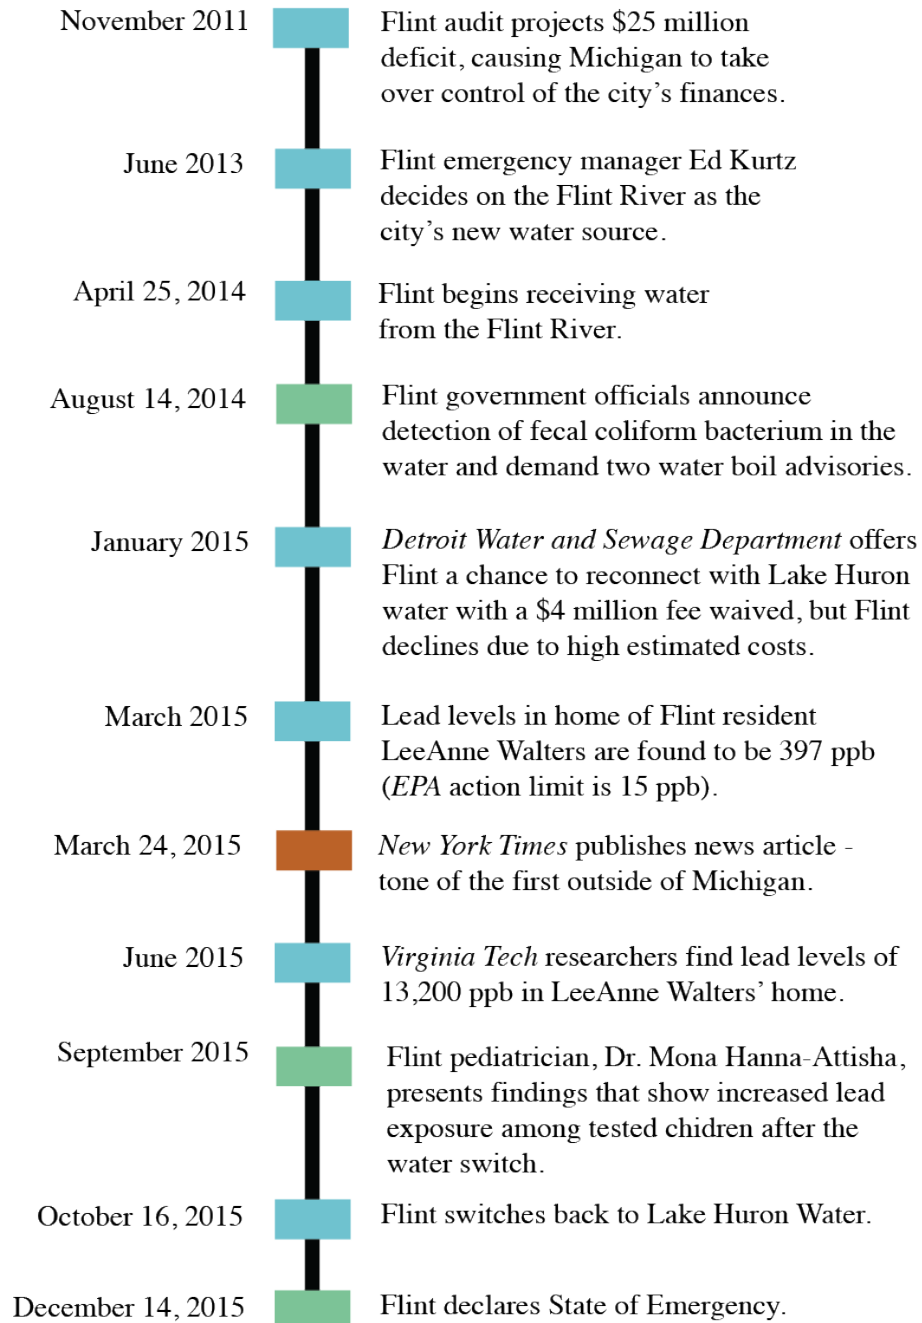 November 2011
Flint audit projects $25 million
deficit, causing Michigan to take
over control of the city's finances.
June 2013
Flint emergency manager Ed Kurtz
decides on the Flint River as the
city's new water source.
April 25, 2014
Flint begins receiving water
from the Flint River.
August 14, 2014
Flint government officials announce
detection of fecal coliform bacterium in the
water and demand two water boil advisories.
January 2015
Detroit Water and Sewage Department offers
Flint a chance to reconnect with Lake Huron
water with a $4 million fee waived, but Flint
declines due to high estimated costs.
March 2015
Lead levels in home of Flint resident
LeeAnne Walters are found to be 397 ppb
(EPA action limit is 15 ppb).
March 24, 2015
New York Times publishes news article -
tone of the first outside of Michigan.
June 2015
Virginia Tech researchers find lead levels of
13,200 ppb in LeeAnne Walters' home.
September 2015
Flint pediatrician, Dr. Mona Hanna-Attisha,
presents findings that show increased lead
exposure among tested chidren after the
water switch.
October 16, 2015
Flint switches back to Lake Huron Water.
December 14, 2015
Flint declares State of Emergency.